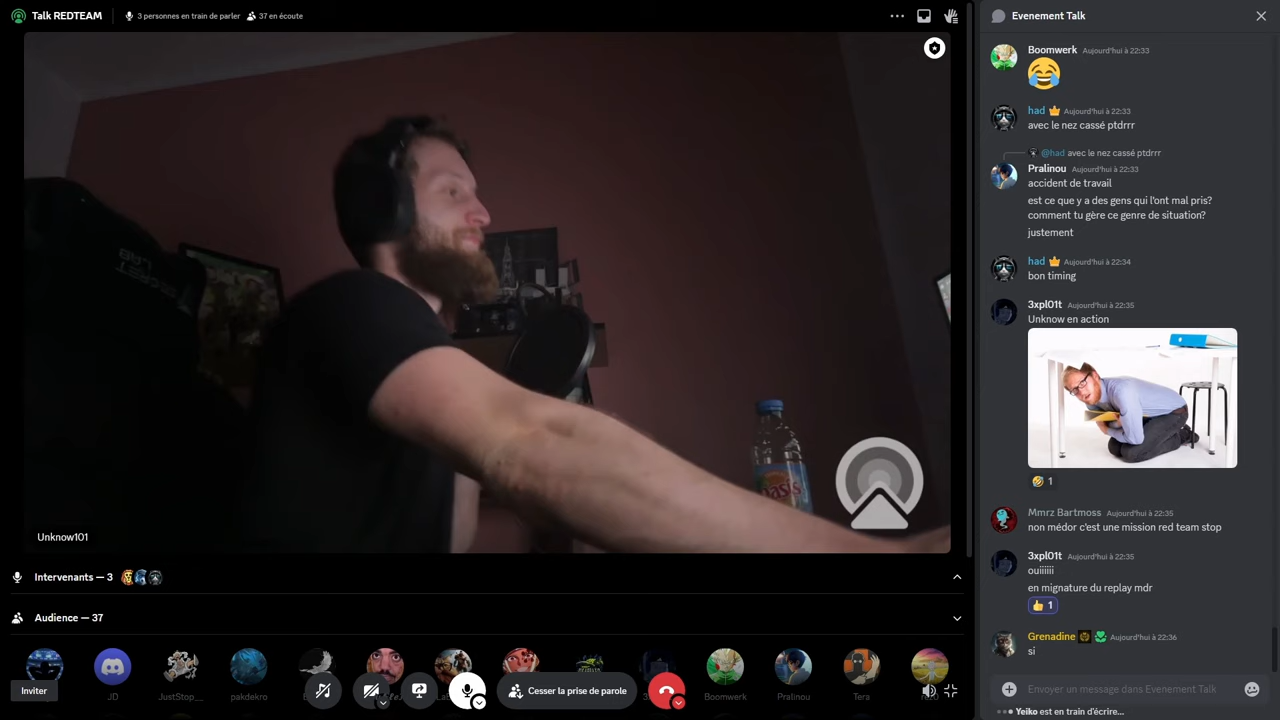 Talk REDTEAM
3 personnes en train de parler
37 en écoute
Evenement Talk
Boomwerk Aujourd'hui à 22:33
had Aujourd'hui à 22:33
avec le nez cassé ptdrrr
@had avec le nez cassé ptdrrr
Pralinou Aujourd'hui à 22:33
accident de travail
est ce que y a des gens qui l'ont mal pris?
comment tu gère ce genre de situation?
justement
had Aujourd'hui à 22:34
bon timing
3xpl01t Aujourd'hui à 22:35
Unknow en action
1
Mmrz Bartmoss Aujourd'hui à 22:35
non médor c'est une mission red team stop
3xpl01t Aujourd'hui à 22:35
ouiiiiii
en mignature du replay mdr
1
Grenadine Aujourd'hui à 22:36
si
Envoyer un message dans Evenement Talk
Yeiko est en train d'écrire...
oasis
Unknow101
Intervenants — 3
Audience — 37
Inviter
JD
JustStop_
pakdekro
Cesser la prise de parole
Boomwerk
Pralinou
Tera